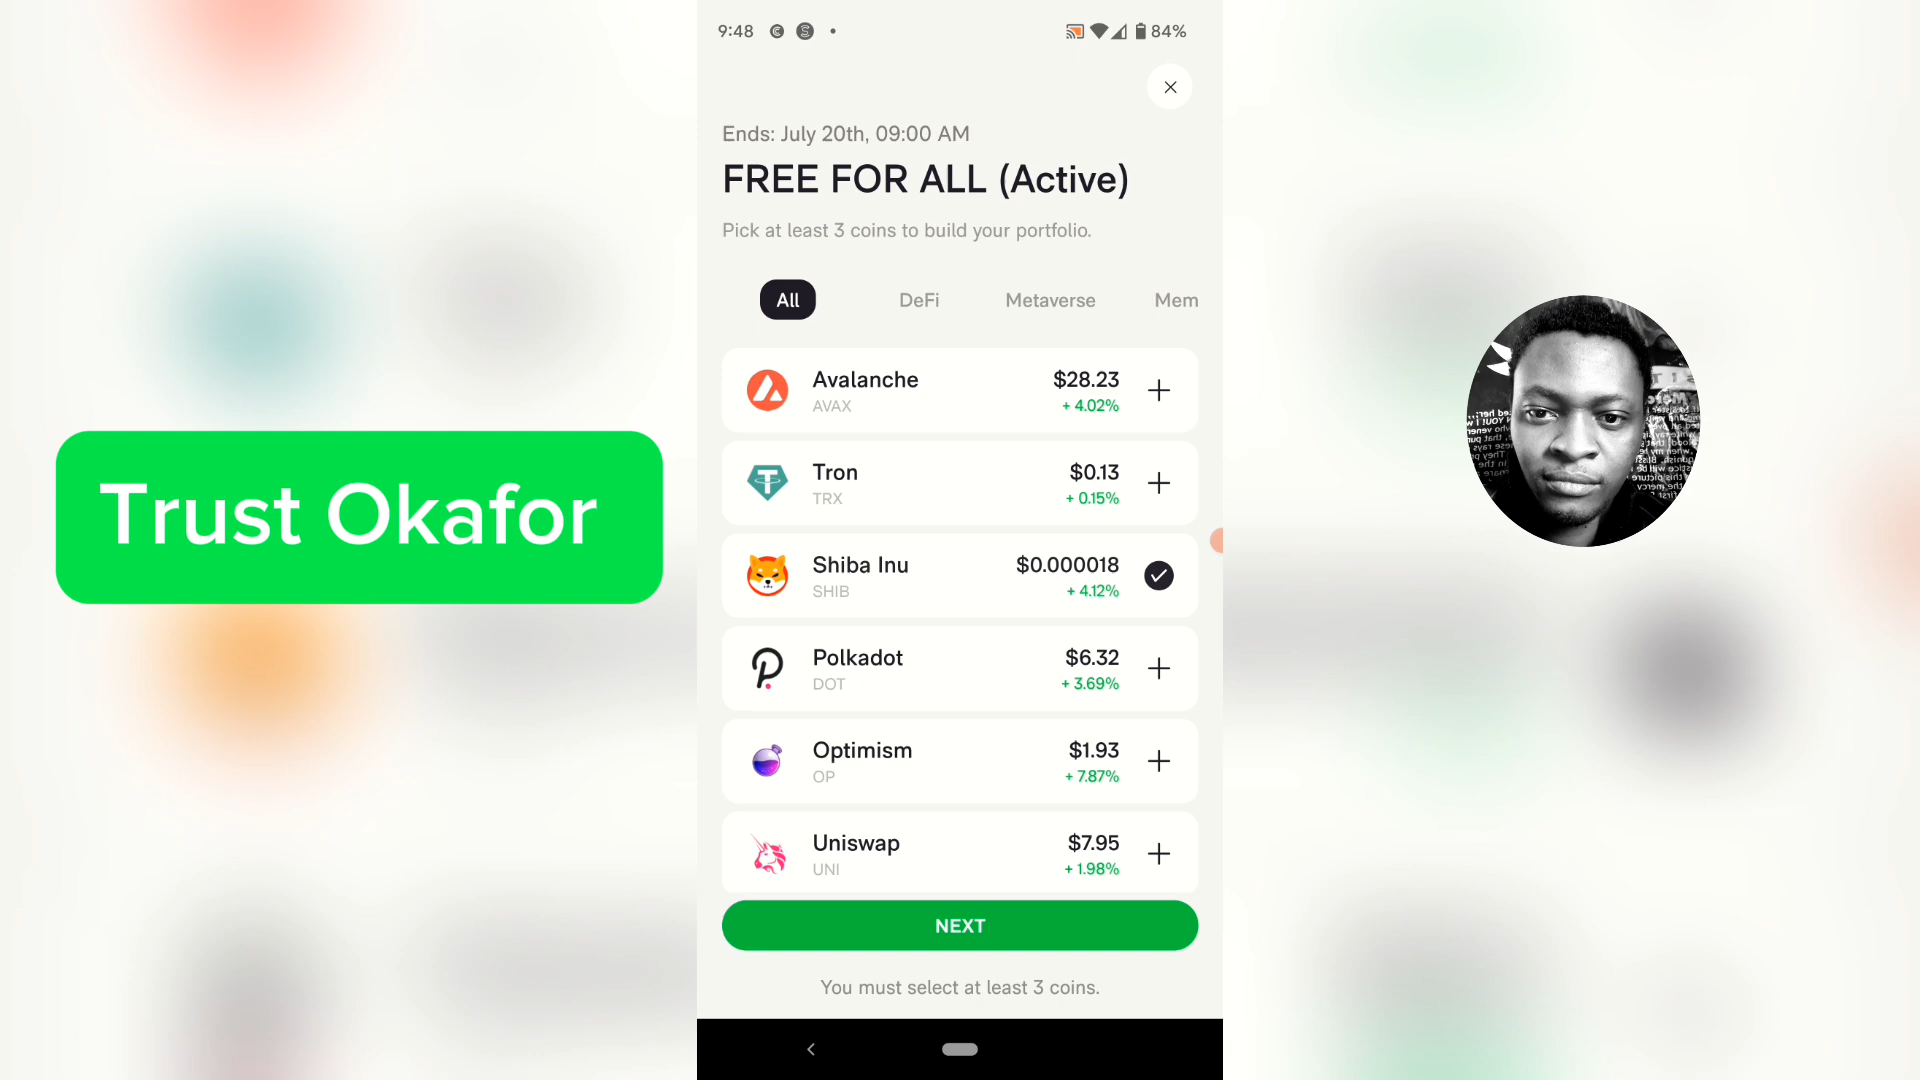 9:48
84%
Ends: July 20th, 09:00 AM
FREE FOR ALL (Active)
Pick at least 3 coins to build your portfolio.
All DeFi Metaverse Mem
Avalanche $28.23
AVAX + 4.02%
Tron $0.13
TRX + 0.15%
Shiba Inu $0.000018
SHIB + 4.12%
Polkadot $6.32
DOT + 3.69%
Optimism $1.93
OP + 7.87%
Uniswap $7.95
UNI + 1.98%
NEXT
You must select at least 3 coins.
Trust Okafor